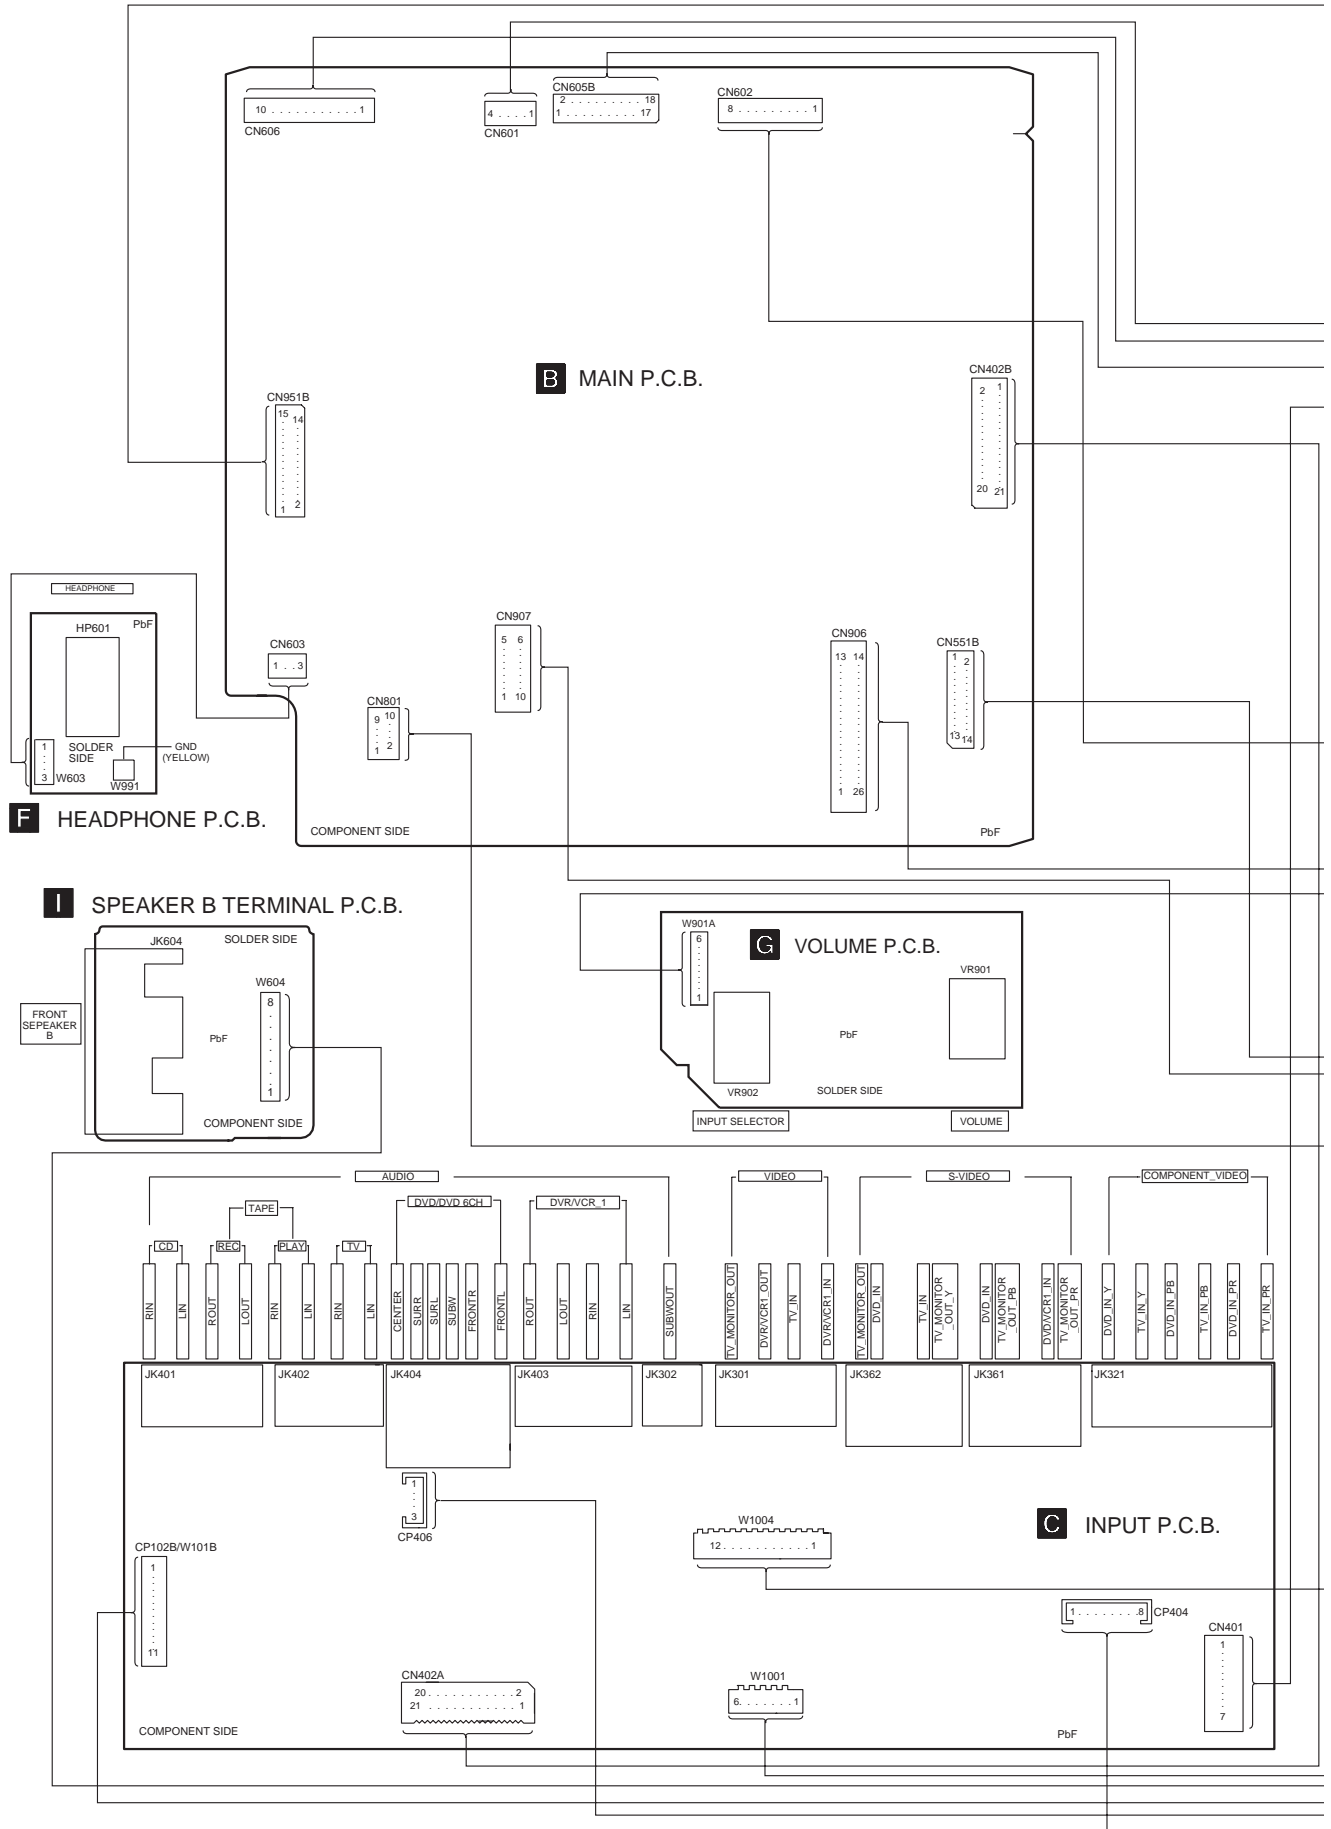 CN606
10 . . . . . . . . . . . 1
CN601
4 . . . . 1
CN605B
2 . . . . . . . . . 18
1 . . . . . . . . . 17
CN602
8 . . . . . . . . . 1
B MAIN P.C.B.
CN951B
15 14
1 2
CN402B
2 1
20 21
HEADPHONE
HP601
PbF
SOLDER
SIDE
GND
(YELLOW)
1
3
W603
W991
F HEADPHONE P.C.B.
CN603
1 . . 3
CN801
9 10
1 2
CN907
5 6
1 10
CN906
13 14
1 26
CN551B
1 2
13 14
COMPONENT SIDE
PbF
I SPEAKER B TERMINAL P.C.B.
JK604
SOLDER SIDE
W604
8
1
FRONT
SEPEAKER
B
PbF
COMPONENT SIDE
W901A
6
1
G VOLUME P.C.B.
VR901
PbF
VR902
SOLDER SIDE
INPUT SELECTOR
VOLUME
AUDIO
VIDEO
S-VIDEO
COMPONENT_VIDEO
TAPE
DVD/DVD 6CH
DVR/VCR_1
CD
REC
PLAY
TV
RIN
LIN
ROUT
LOUT
RIN
LIN
RIN
LIN
CENTER
SURR
SURL
SUBW
FRONTR
FRONTL
ROUT
LOUT
RIN
LIN
SUBWOUT
TV_MONITOR_OUT
DVR/VCR1_OUT
TV_IN
DVR/VCR1_IN
TV_MONITOR_OUT
DVD_IN
TV_IN
TV_MONITOR
_OUT_Y
DVD_IN
TV_MONITOR
_OUT_PB
DVD/VCR1_IN
TV_MONITOR
_OUT_PR
DVD_IN_Y
TV_IN_Y
DVD_IN_PB
TV_IN_PB
DVD_IN_PR
TV_IN_PR
JK401
JK402
JK404
JK403
JK302
JK301
JK362
JK361
JK321
1
3
CP406
W1004
12. . . . . . . . . . . 1
C INPUT P.C.B.
CP102B/W101B
1
11
1. . . . . . . . 8
CP404
CN401
1
7
CN402A
20 . . . . . . . . . . . 2
21 . . . . . . . . . . . 1
W1001
6. . . . . . . 1
COMPONENT SIDE
PbF